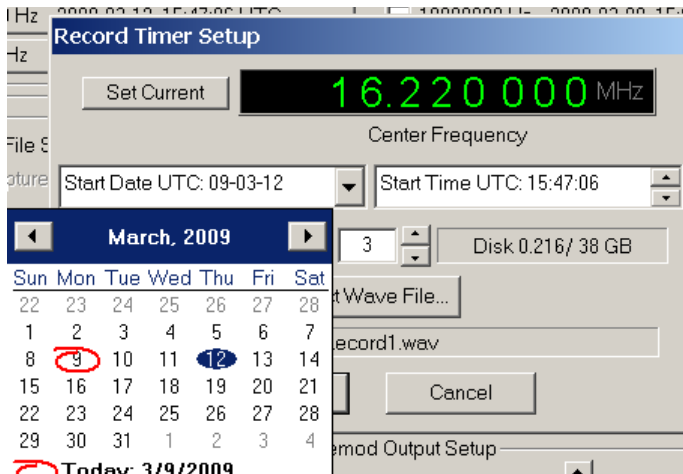 Hz
Record Timer Setup
Hz
Set Current
16.220 000 MHz
Center Frequency
File S
pture
Start Date UTC: 09-03-12
Start Time UTC: 15:47:06
March, 2009
3
Disk 0.216/ 38 GB
Sun Mon Tue Wed Thu Fri Sat
22 23 24 25 26 27 28
1 2 3 4 5 6 7
8 9 10 11 12 13 14
15 16 17 18 19 20 21
22 23 24 25 26 27 28
29 30 31 1 2 3 4
Today: 3/9/2009
t Wave File...
ecord1.wav
Cancel
emod Output Setup